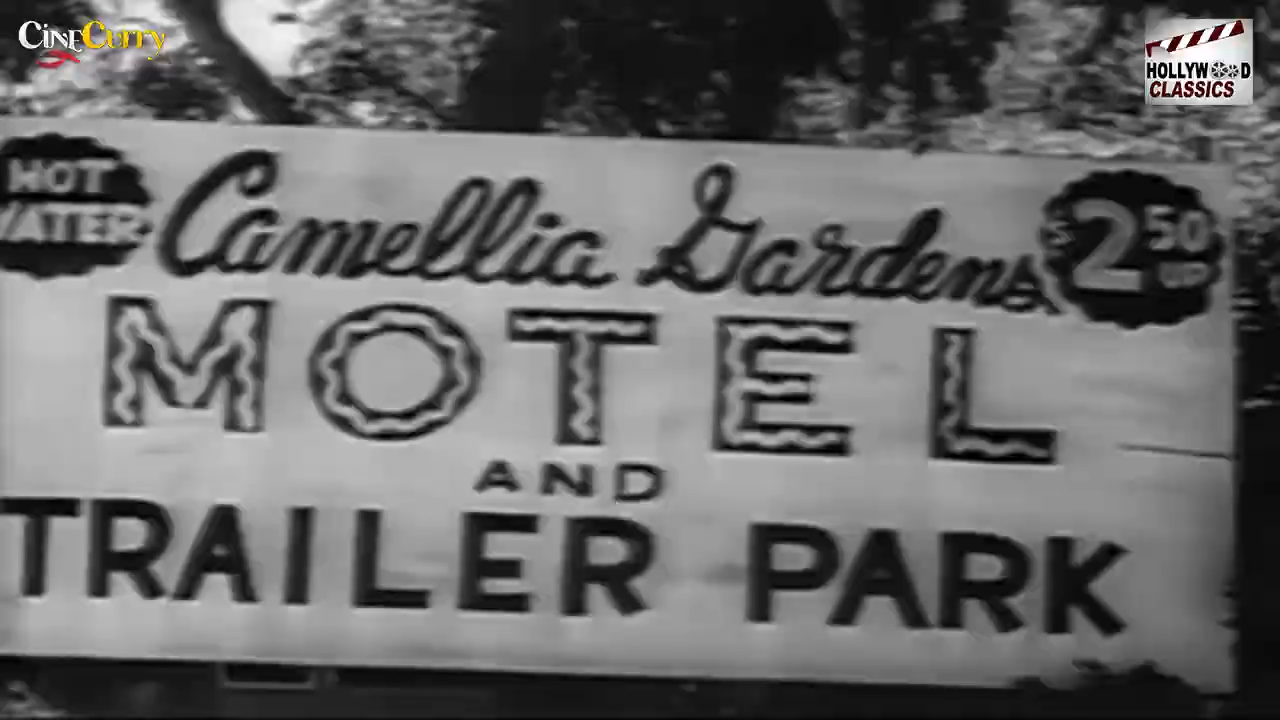 CINECURRY
HOLLYWOOD
CLASSICS
HOT
WATER
Camellia Gardens
$2 50
UP
MOTEL
AND
TRAILER PARK